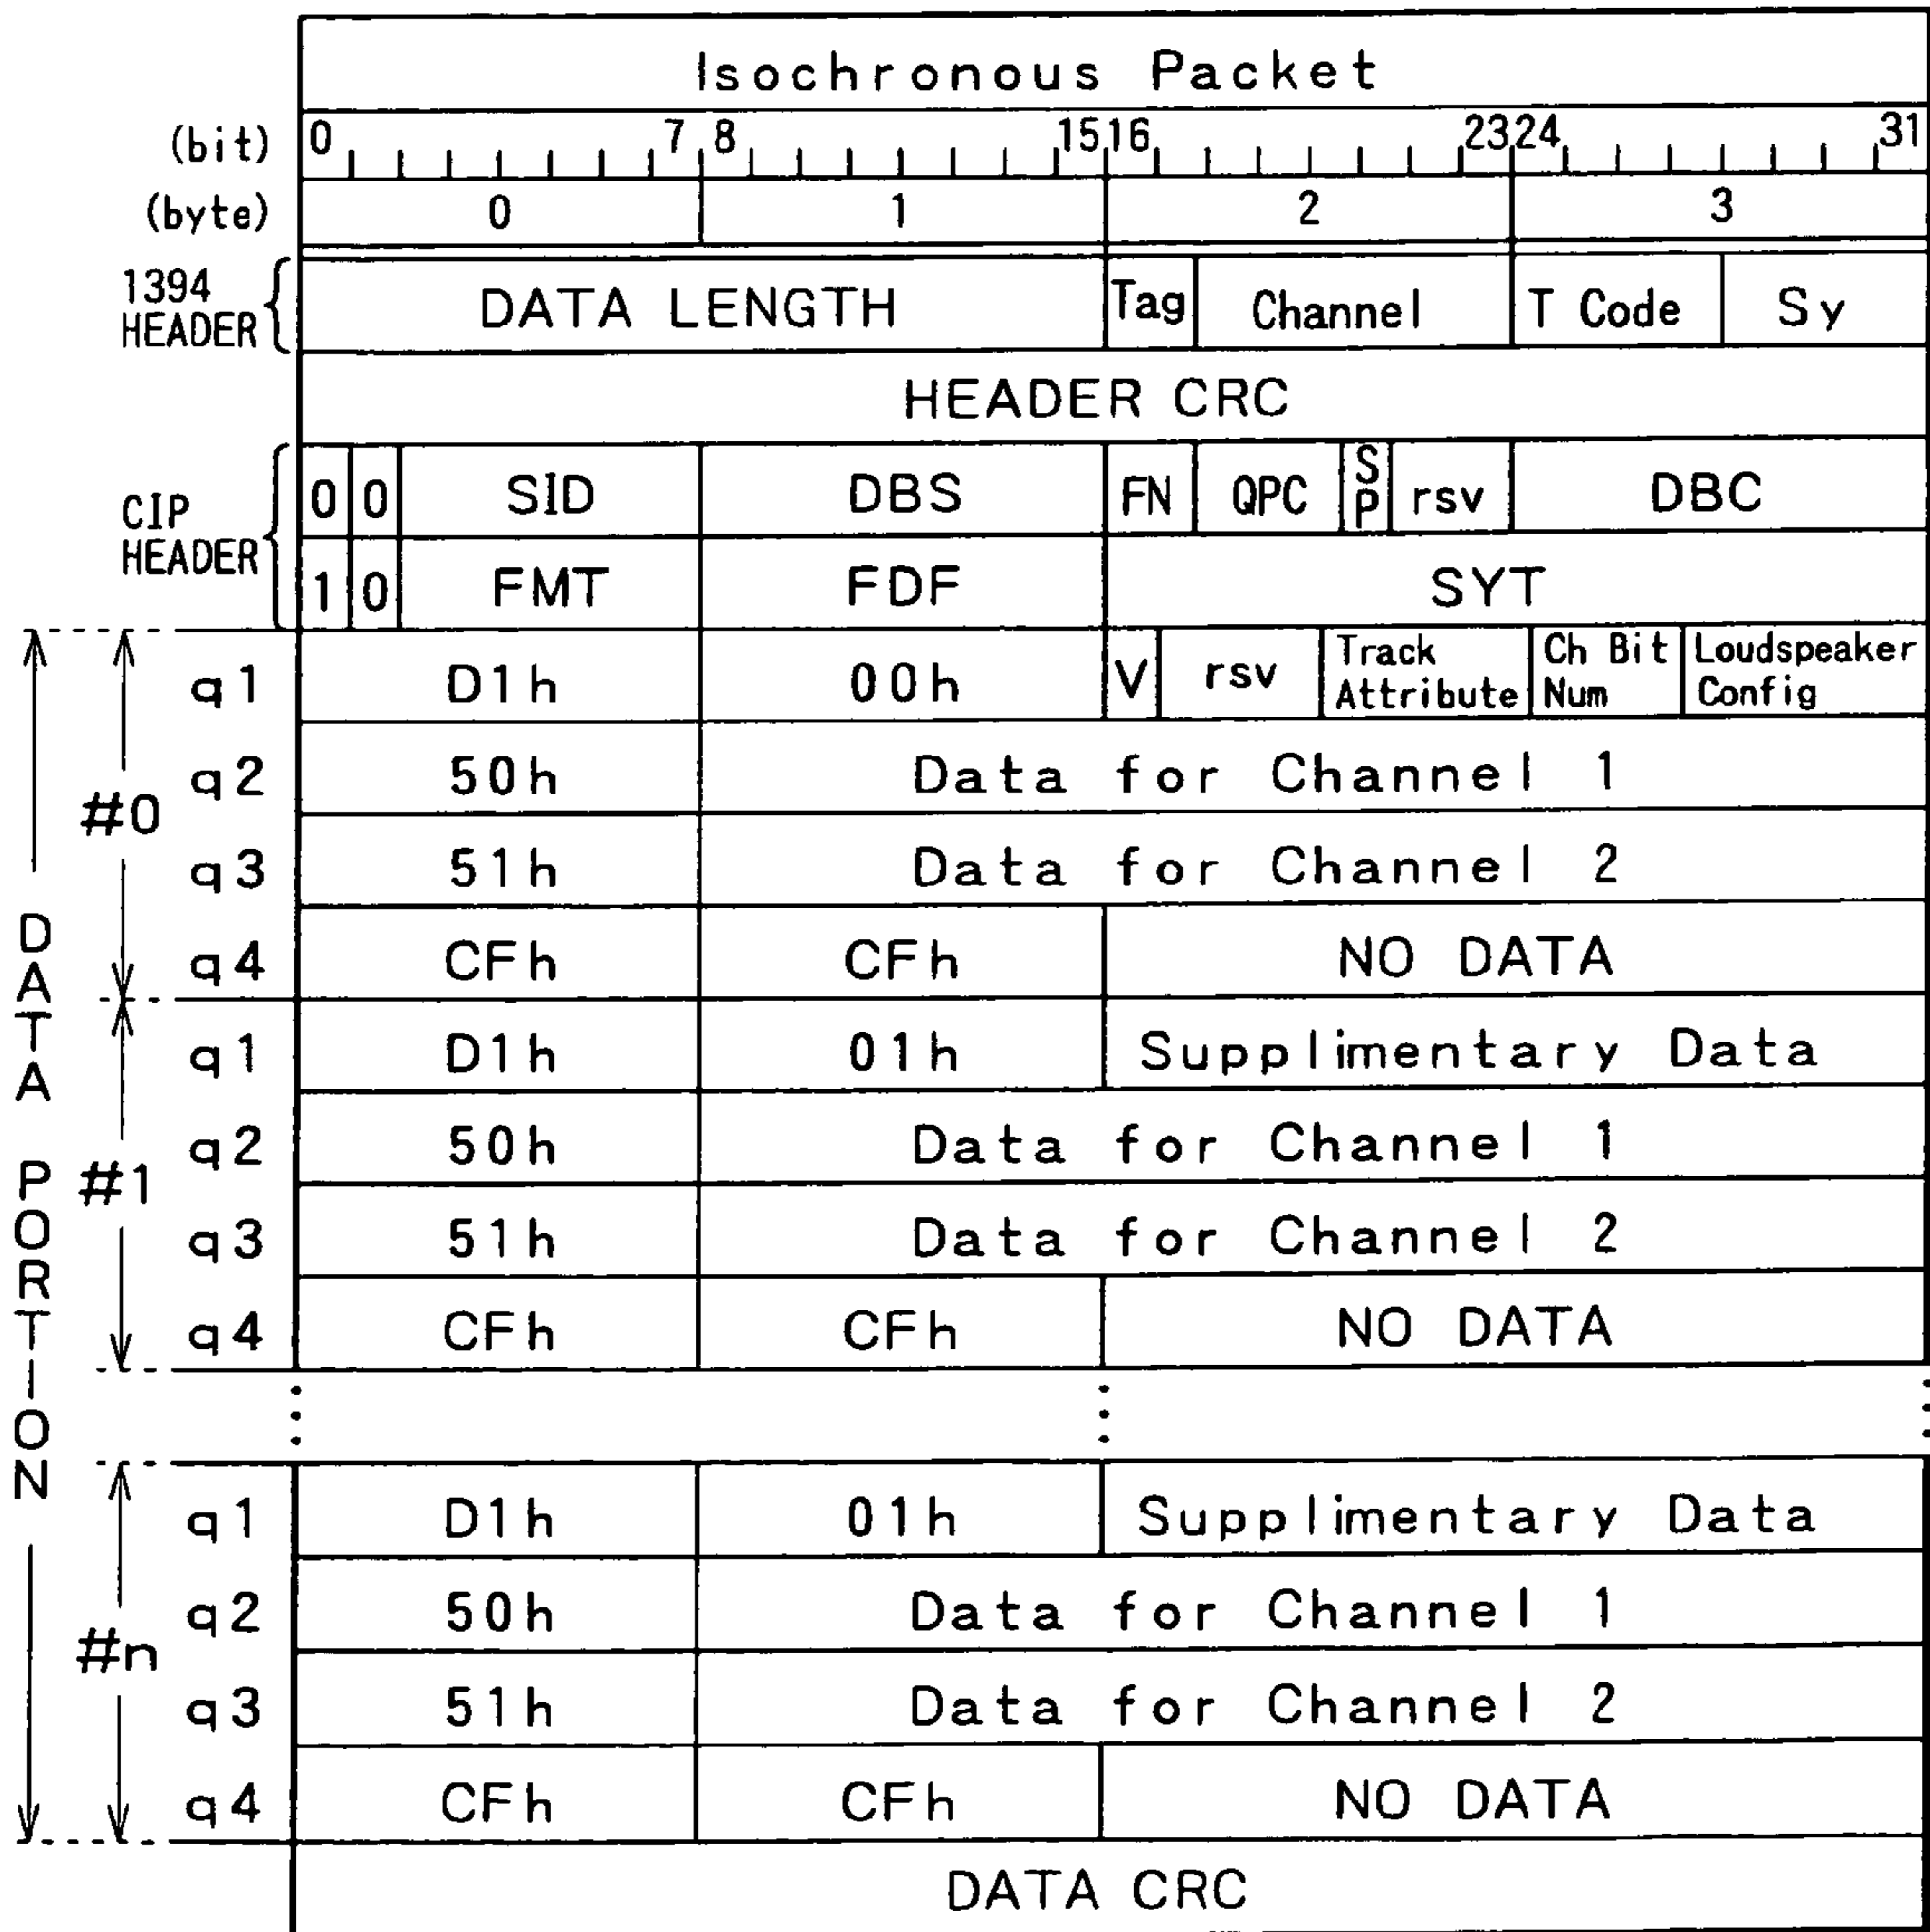 Isochronous Packet
(bit) 0 7 8 15 16 23 24 31
(byte) 0 1 2 3
1394 HEADER DATA LENGTH Tag Channel T Code Sy
HEADER CRC
CIP HEADER
0 0 SID DBS FN QPC SP rsv DBC
1 0 FMT FDF SYT
DATA PORTION
#0
q1 D1h 00h V rsv Track Attribute Ch Bit Num Loudspeaker Config
q2 50h Data for Channel 1
q3 51h Data for Channel 2
q4 CFh CFh NO DATA
#1
q1 D1h 01h Supplimentary Data
q2 50h Data for Channel 1
q3 51h Data for Channel 2
q4 CFh CFh NO DATA
#n
q1 D1h 01h Supplimentary Data
q2 50h Data for Channel 1
q3 51h Data for Channel 2
q4 CFh CFh NO DATA
DATA CRC